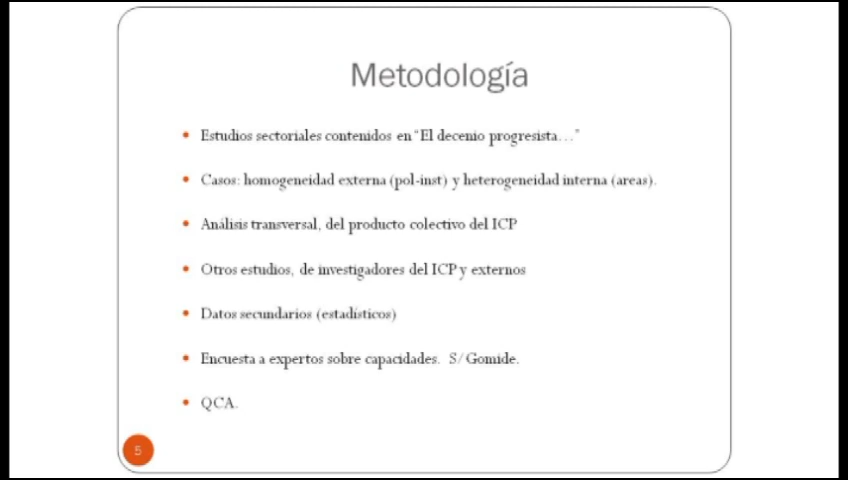 Metodología
Estudios sectoriales contenidos en "El decenio progresista…"
Casos: homogeneidad externa (pol-inst) y heterogeneidad interna (areas).
Análisis transversal, del producto colectivo del ICP
Otros estudios, de investigadores del ICP y externos
Datos secundarios (estadísticos)
Encuesta a expertos sobre capacidades. S/ Gomide.
QCA.
5